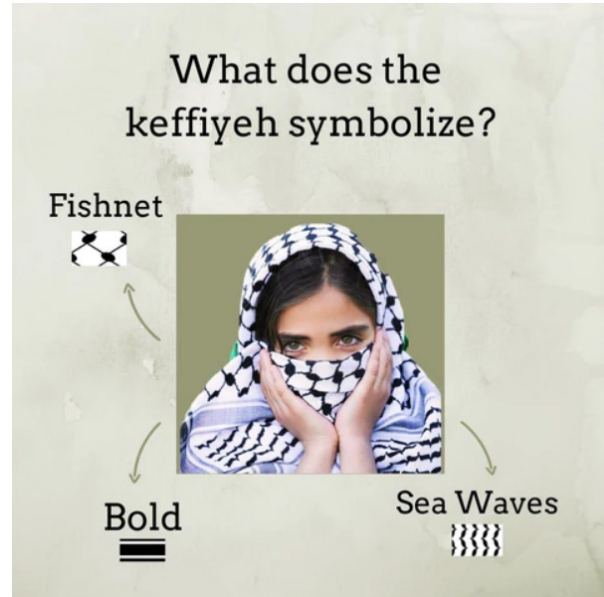 What does the
keffiyeh symbolize?
Fishnet
Bold
Sea Waves